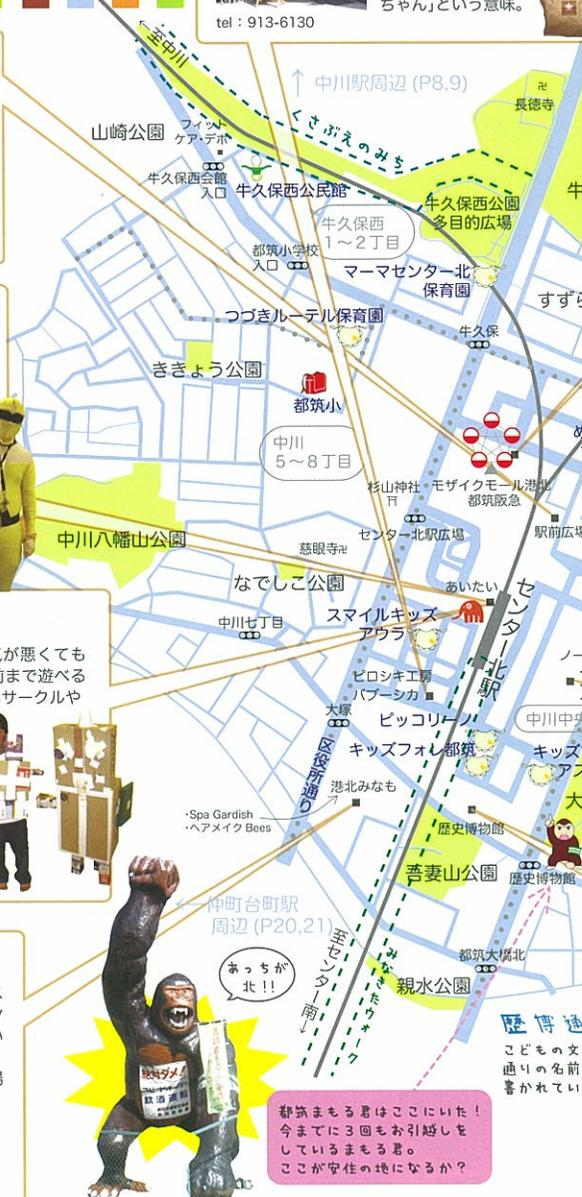 ちゃん」という意味。
tel：913-6130
←至中川
↑ 中川駅周辺 (P8,9)
卍
長徳寺
くさぶえのみち
山崎公園
フィット
ケア・デポ
牛久保西会館
入口
牛久保西公民館
牛久保西公園
多目的広場
牛久保西
1〜2丁目
都筑小学校
入口
マーマセンター北
保育園
すずら
つづきルーテル保育園
牛久保
ききょう公園
都筑小
中川
5〜8丁目
杉山神社
モザイクモール港北
都筑阪急
センター北駅広場
駅前広場
中川八幡山公園
慈眼寺卍
なでしこ公園
あいたい
センター北駅
中川七丁目
スマイルキッズ
アウラ
が悪くても
前まで遊べる
サークルや
ピロシキ工房
バブーシカ
大塚
ピッコリーノ
中川中央
キッズフォレ都筑
区役所通り
港北みなも
・Spa Gardish
・ヘアメイク Bees
歴史博物館
吾妻山公園
歴史博物館
←仲町台町駅
周辺 (P20,21)
至センター南→
みなきたウォーク
都筑大橋北
親水公園
あっちが
北!!
絶対ダメ！
飲酒運転
歴博通
こどもの文
通りの名前
書かれてい
都筑まもる君はここにいた！
今までに3回もお引越しを
しているまもる君。
ここが安住の地になるか？